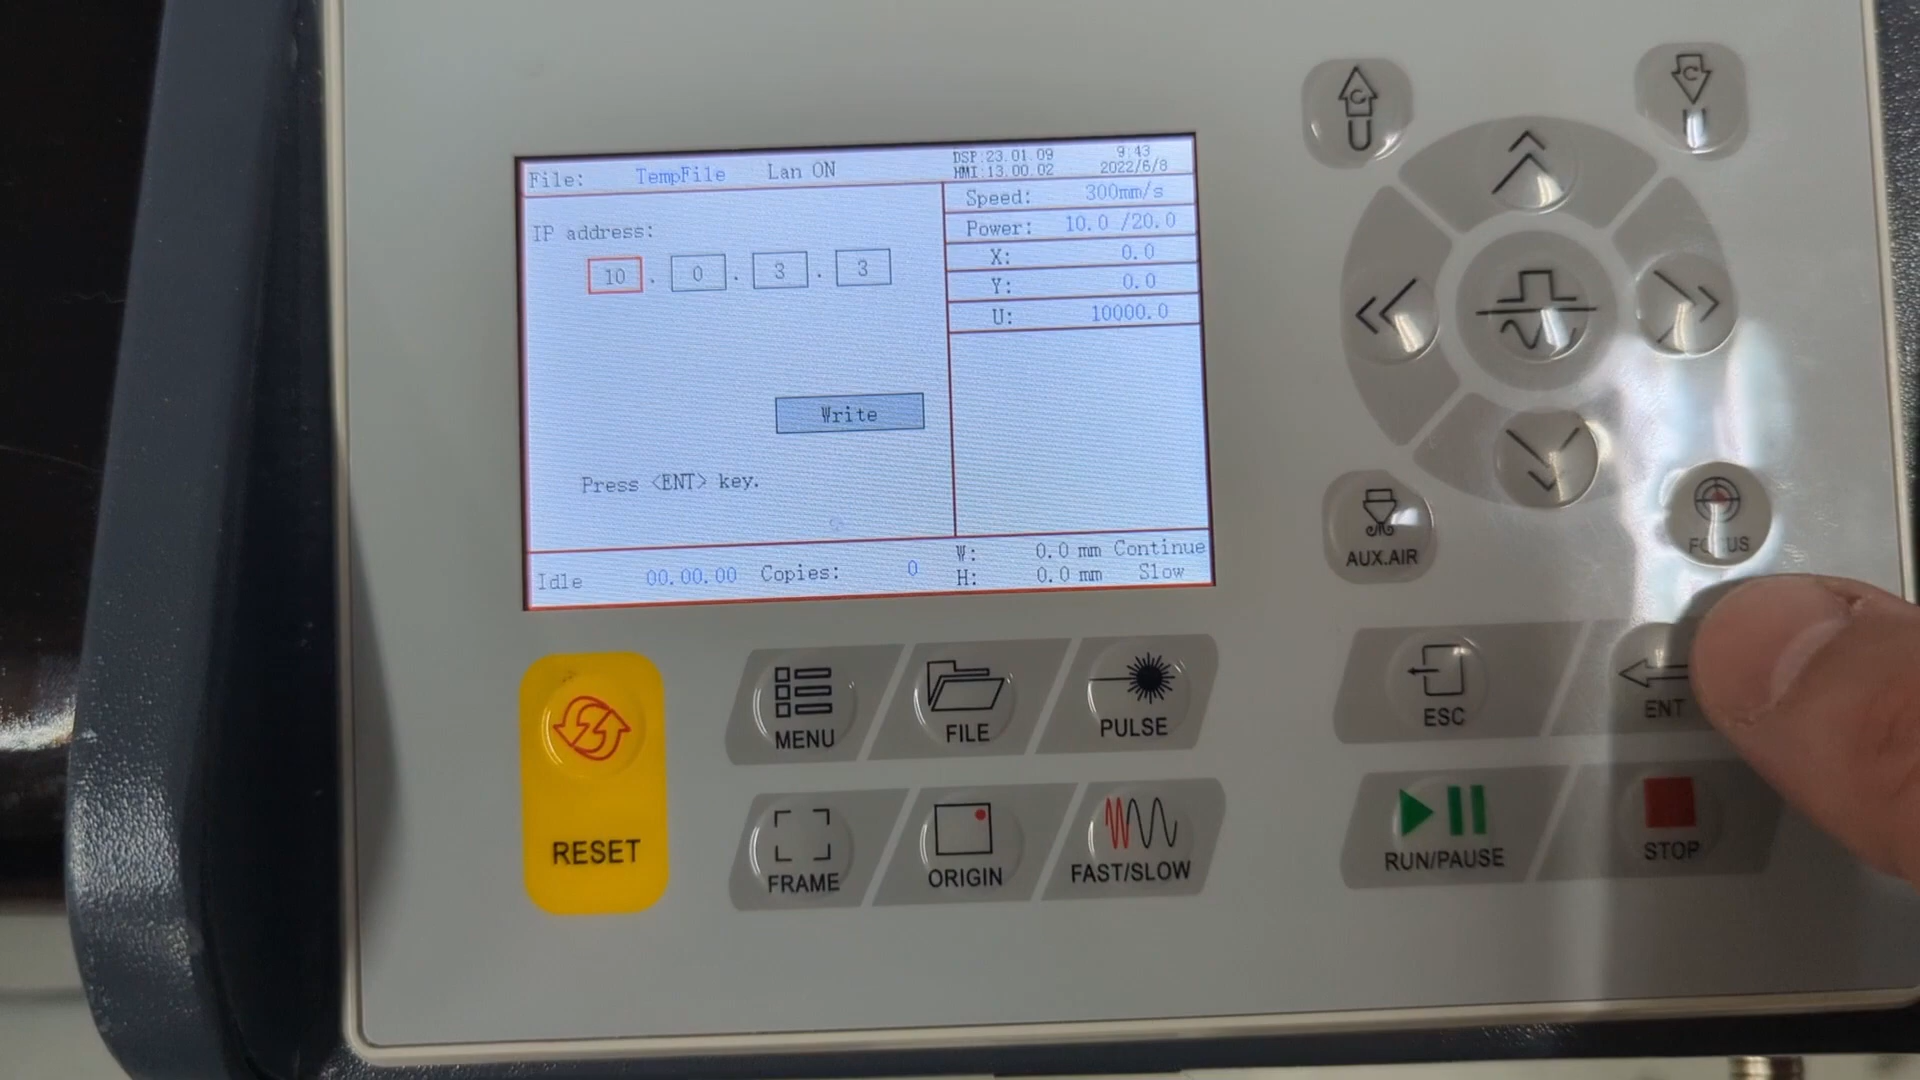 File: TempFile Lan ON
DSP:23.01.09 9:43
HMI:13.00.02 2022/6/8
IP address:
10 . 0 . 3 . 3
Write
Press <ENT> key.
Speed: 300mm/s
Power: 10.0 /20.0
X: 0.0
Y: 0.0
U: 10000.0
Idle 00.00.00 Copies: 0
W: 0.0 mm Continue
H: 0.0 mm Slow
C U
C U
AUX.AIR
FOCUS
RESET
MENU
FILE
PULSE
ESC
ENT
FRAME
ORIGIN
FAST/SLOW
RUN/PAUSE
STOP